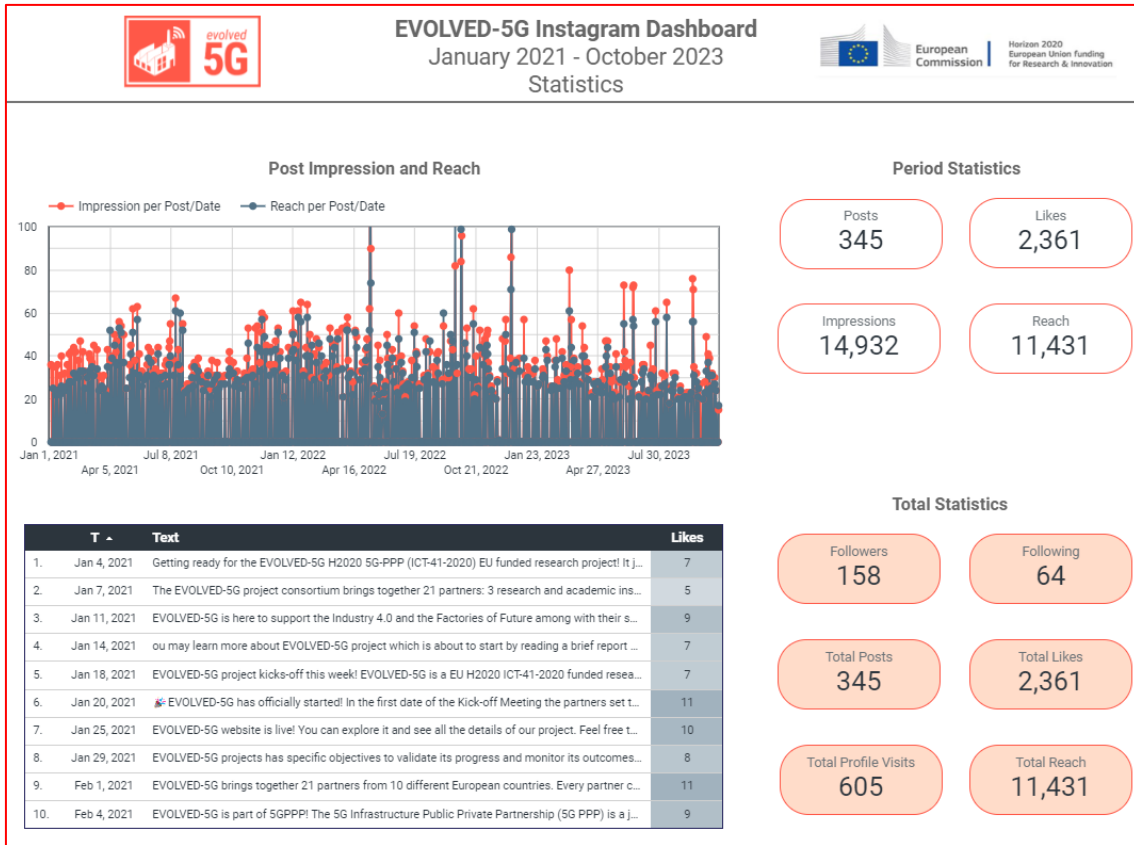 evolved
5G
EVOLVED-5G Instagram Dashboard
January 2021 - October 2023
Statistics
European
Commission
Horizon 2020
European Union funding
for Research & Innovation
Post Impression and Reach
Impression per Post/Date
Reach per Post/Date
100
80
60
40
20
0
Jan 1, 2021
Apr 5, 2021
Jul 8, 2021
Oct 10, 2021
Jan 12, 2022
Apr 16, 2022
Jul 19, 2022
Oct 21, 2022
Jan 23, 2023
Apr 27, 2023
Jul 30, 2023
Period Statistics
Posts
345
Likes
2,361
Impressions
14,932
Reach
11,431
T Text Likes
1. Jan 4, 2021 Getting ready for the EVOLVED-5G H2020 5G-PPP (ICT-41-2020) EU funded research project! It j... 7
2. Jan 7, 2021 The EVOLVED-5G project consortium brings together 21 partners: 3 research and academic ins... 5
3. Jan 11, 2021 EVOLVED-5G is here to support the Industry 4.0 and the Factories of Future among with their s... 9
4. Jan 14, 2021 ou may learn more about EVOLVED-5G project which is about to start by reading a brief report ... 7
5. Jan 18, 2021 EVOLVED-5G project kicks-off this week! EVOLVED-5G is a EU H2020 ICT-41-2020 funded resea... 7
6. Jan 20, 2021 🎉 EVOLVED-5G has officially started! In the first date of the Kick-off Meeting the partners set t... 11
7. Jan 25, 2021 EVOLVED-5G website is live! You can explore it and see all the details of our project. Feel free t... 10
8. Jan 29, 2021 EVOLVED-5G projects has specific objectives to validate its progress and monitor its outcomes... 8
9. Feb 1, 2021 EVOLVED-5G brings together 21 partners from 10 different European countries. Every partner c... 11
10. Feb 4, 2021 EVOLVED-5G is part of 5GPPP! The 5G Infrastructure Public Private Partnership (5G PPP) is a j... 9
Total Statistics
Followers
158
Following
64
Total Posts
345
Total Likes
2,361
Total Profile Visits
605
Total Reach
11,431